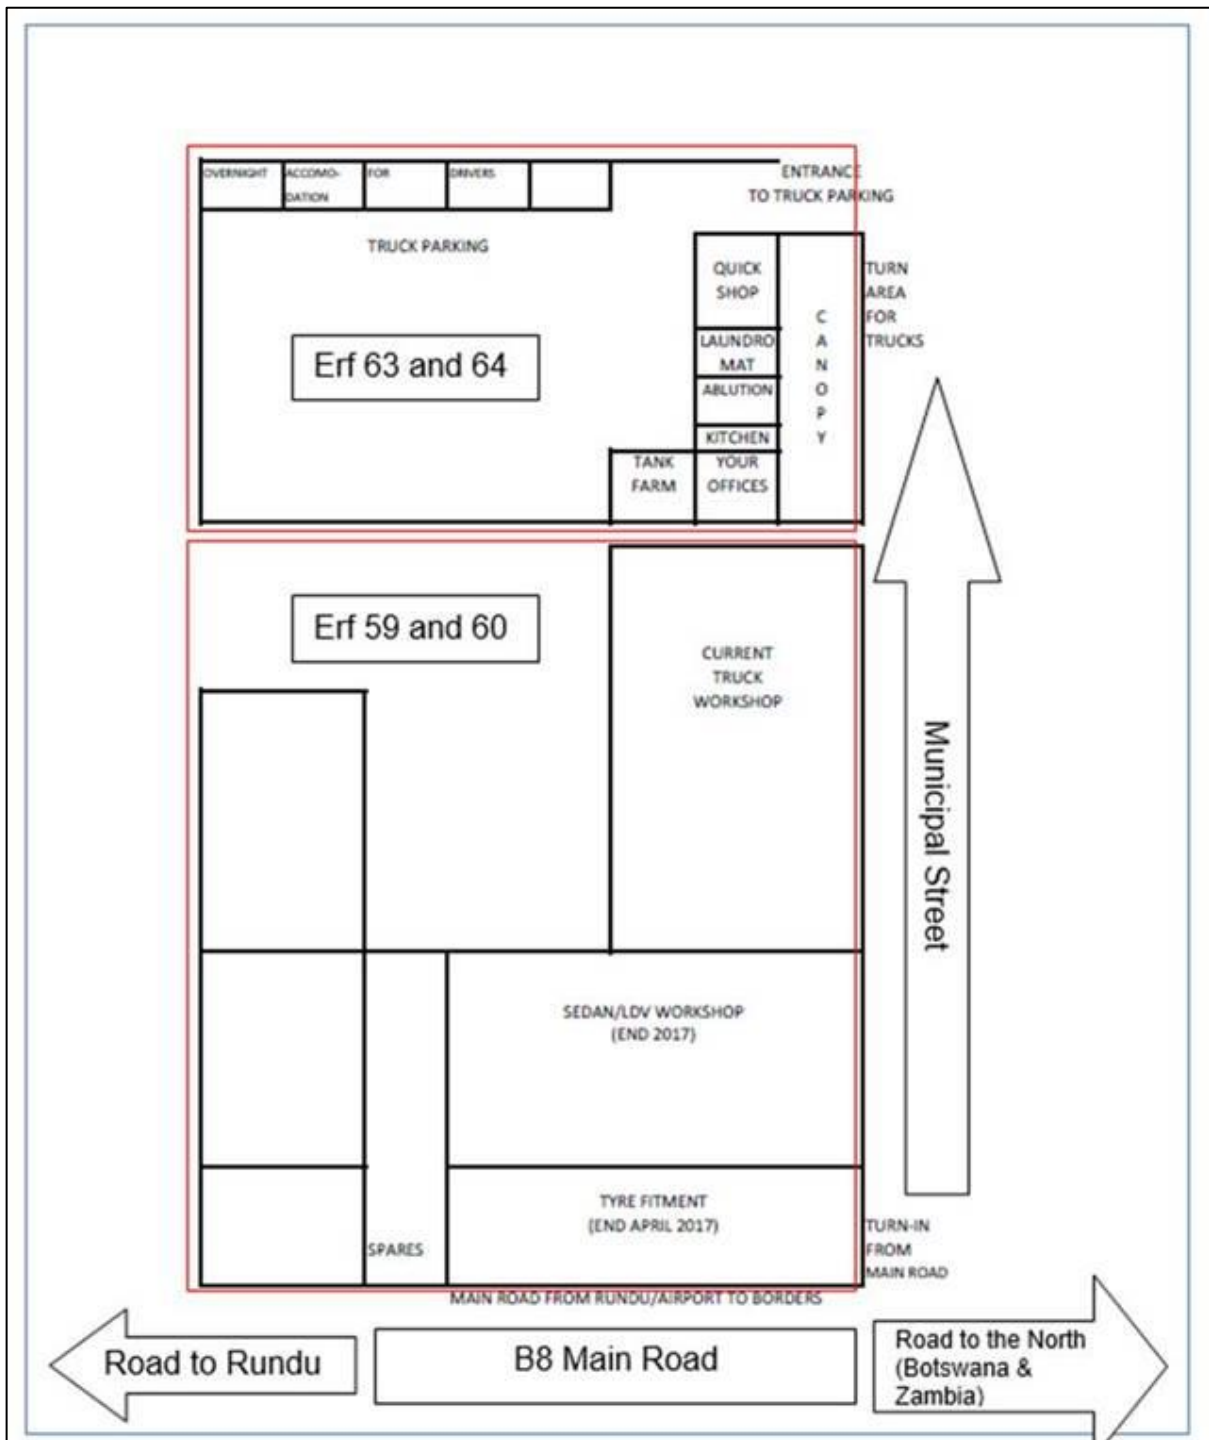 OVERNIGHT
ACCOMO-
DATION
FOR
DRIVERS
ENTRANCE
TO TRUCK PARKING
TRUCK PARKING
QUICK
SHOP
TURN
AREA
FOR
TRUCKS
C
A
N
O
P
Y
Erf 63 and 64
LAUNDRO
MAT
ABLUTION
KITCHEN
TANK
FARM
YOUR
OFFICES
Erf 59 and 60
CURRENT
TRUCK
WORKSHOP
Municipal Street
SEDAN/LDV WORKSHOP
(END 2017)
TYRE FITMENT
(END APRIL 2017)
SPARES
TURN-IN
FROM
MAIN ROAD
MAIN ROAD FROM RUNDU/AIRPORT TO BORDERS
Road to Rundu
B8 Main Road
Road to the North
(Botswana &
Zambia)